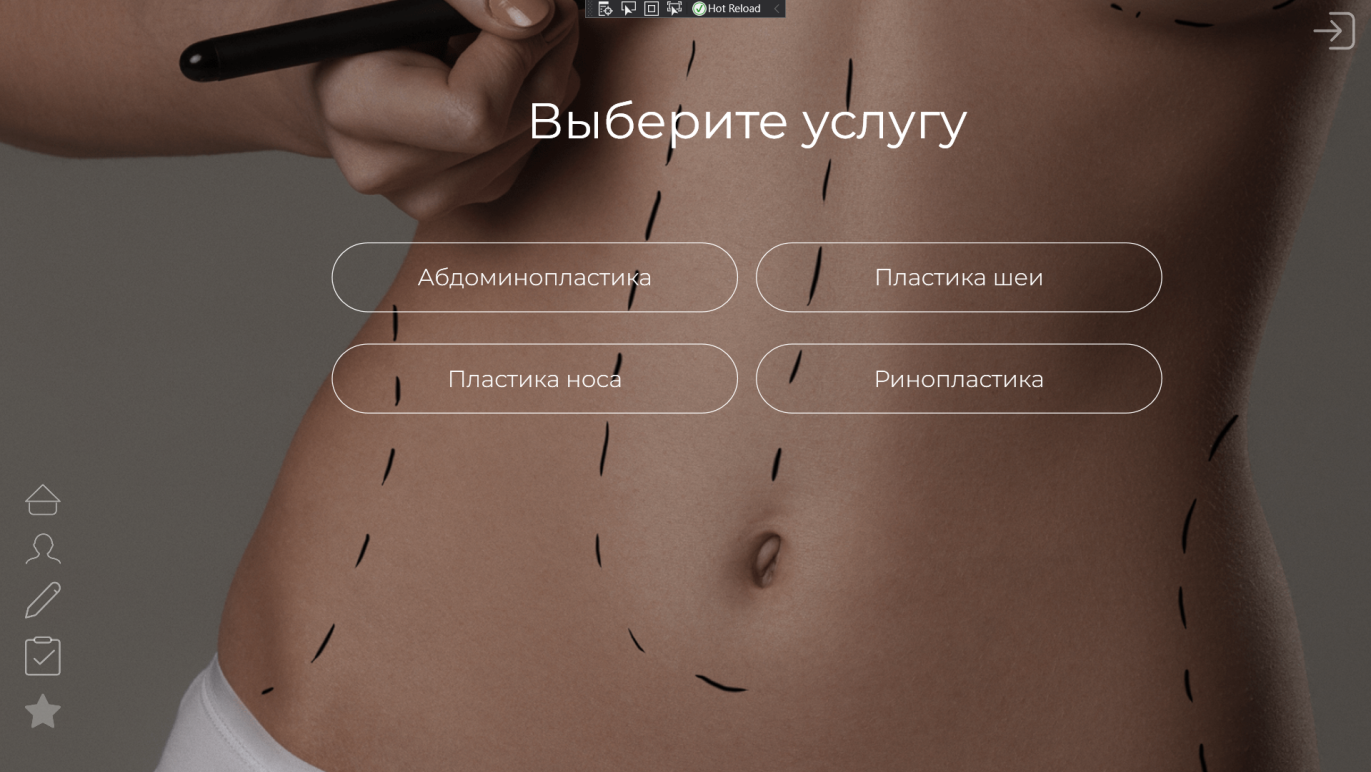 Hot Reload
Выберите услугу
Абдоминопластика
Пластика шеи
Пластика носа
Ринопластика